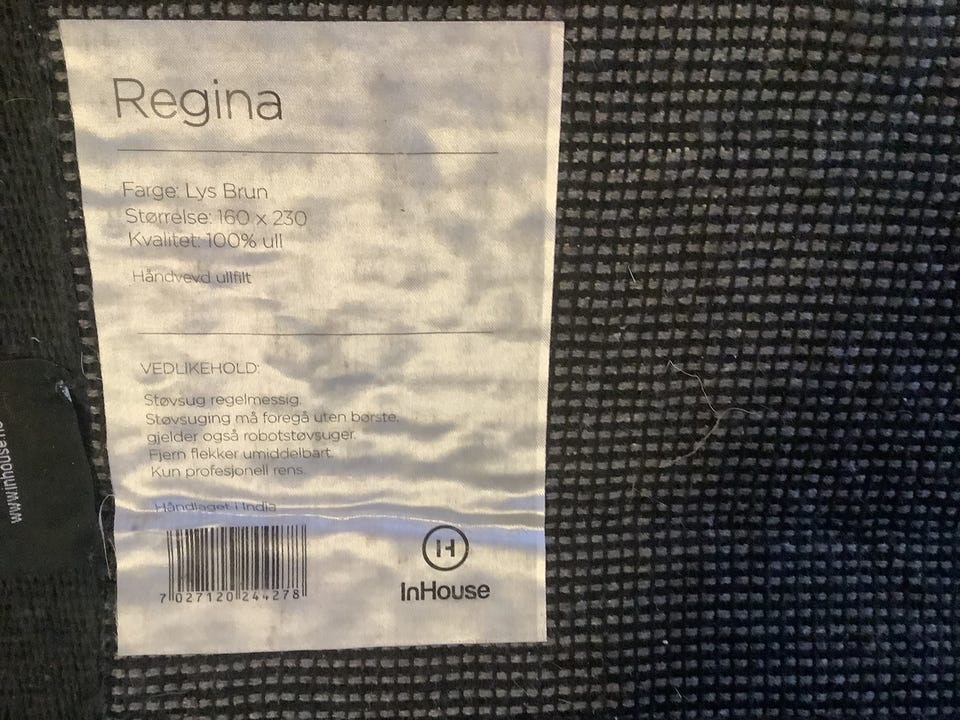 Regina
Farge: Lys Brun
Størrelse: 160 x 230
Kvalitet: 100% ull
Håndvevd ullfilt
VEDLIKEHOLD:
Støvsug regelmessig.
Støvsuging må foregå uten børste,
gjelder også robotstøvsuger.
Fjern flekker umiddelbart.
Kun profesjonell rens.
Håndlaget i India
7 027120 244278
H
InHouse
www.inhouse.no